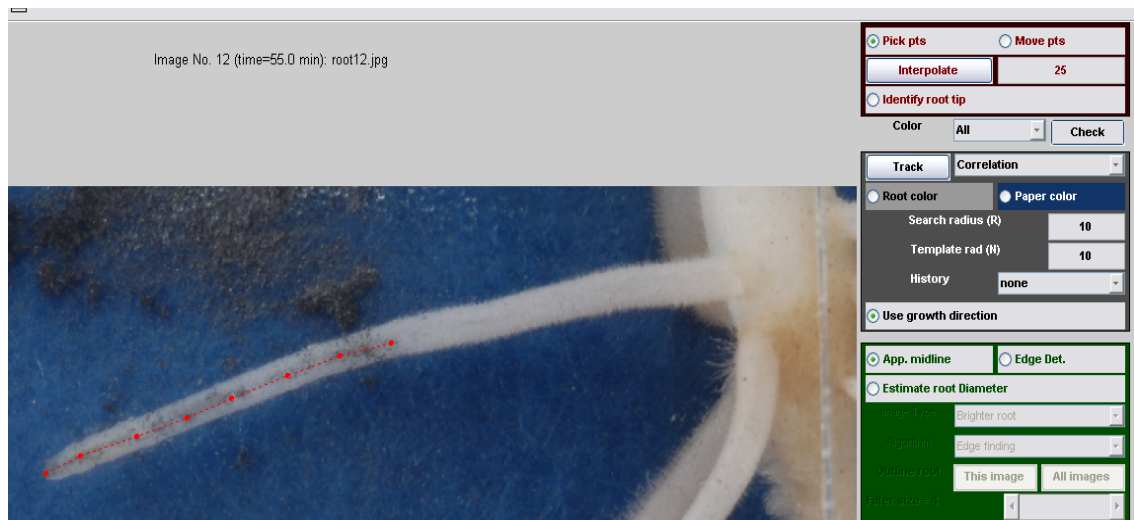 Image No. 12 (time=55.0 min): root12.jpg
Pick pts
Move pts
Interpolate
25
Identify root tip
Color
All
Check
Track
Correlation
Root color
Paper color
Search radius (R)
10
Template rad (N)
10
History
none
Use growth direction
App. midline
Edge Det.
Estimate root Diameter
Image Type
Brighter root
Algorithm
Edge finding
Outline root
This image
All images
Filter size = 4